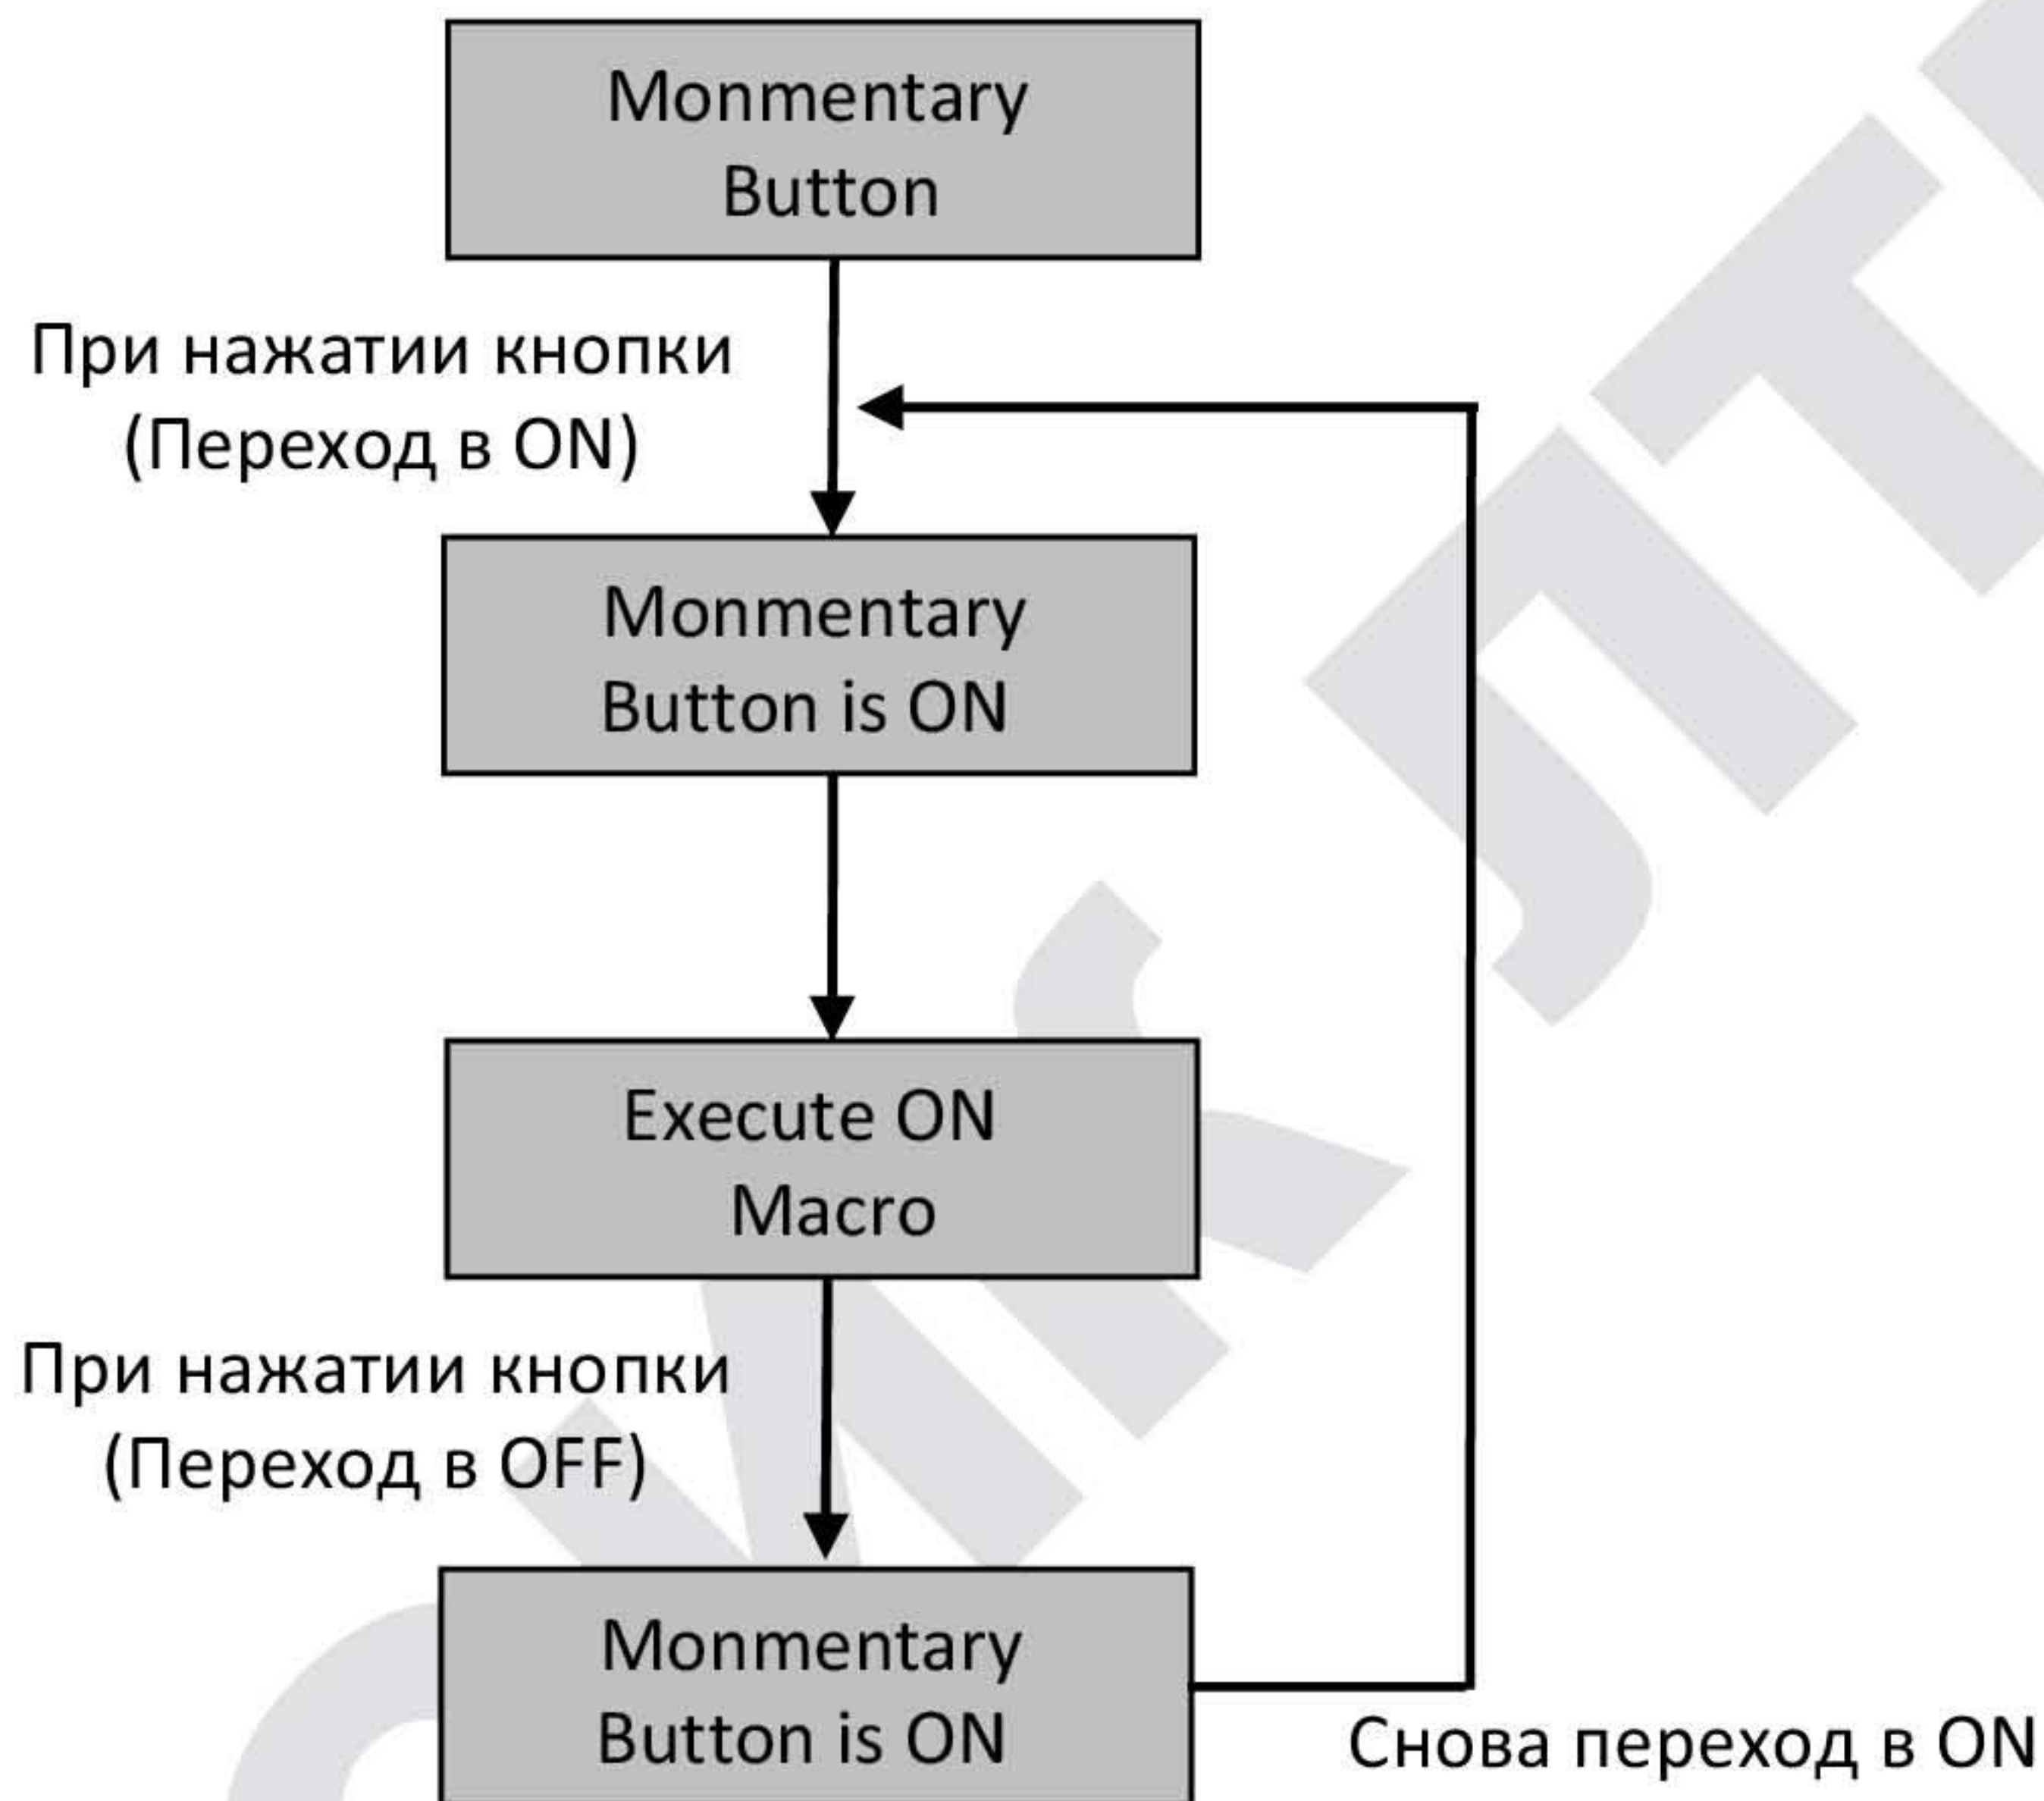 Monmentary
Button
При нажатии кнопки
(Переход в ON)
Monmentary
Button is ON
Execute ON
Macro
При нажатии кнопки
(Переход в OFF)
Monmentary
Button is ON
Снова переход в ON